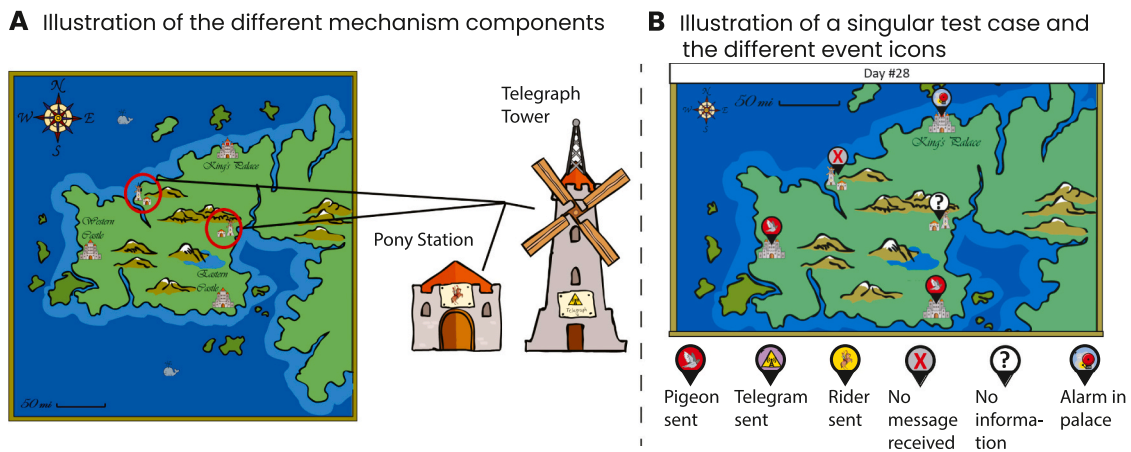 A Illustration of the different mechanism components
N
W E
S
King's Palace
Western
Castle
Eastern
Castle
50 mi
Telegraph
Tower
Pony Station
Telegraph
B Illustration of a singular test case and
the different event icons
Day #28
50 mi
King's Palace
X
?
X
?
Pigeon
sent
Telegram
sent
Rider
sent
No
message
received
No
informa-
tion
Alarm in
palace